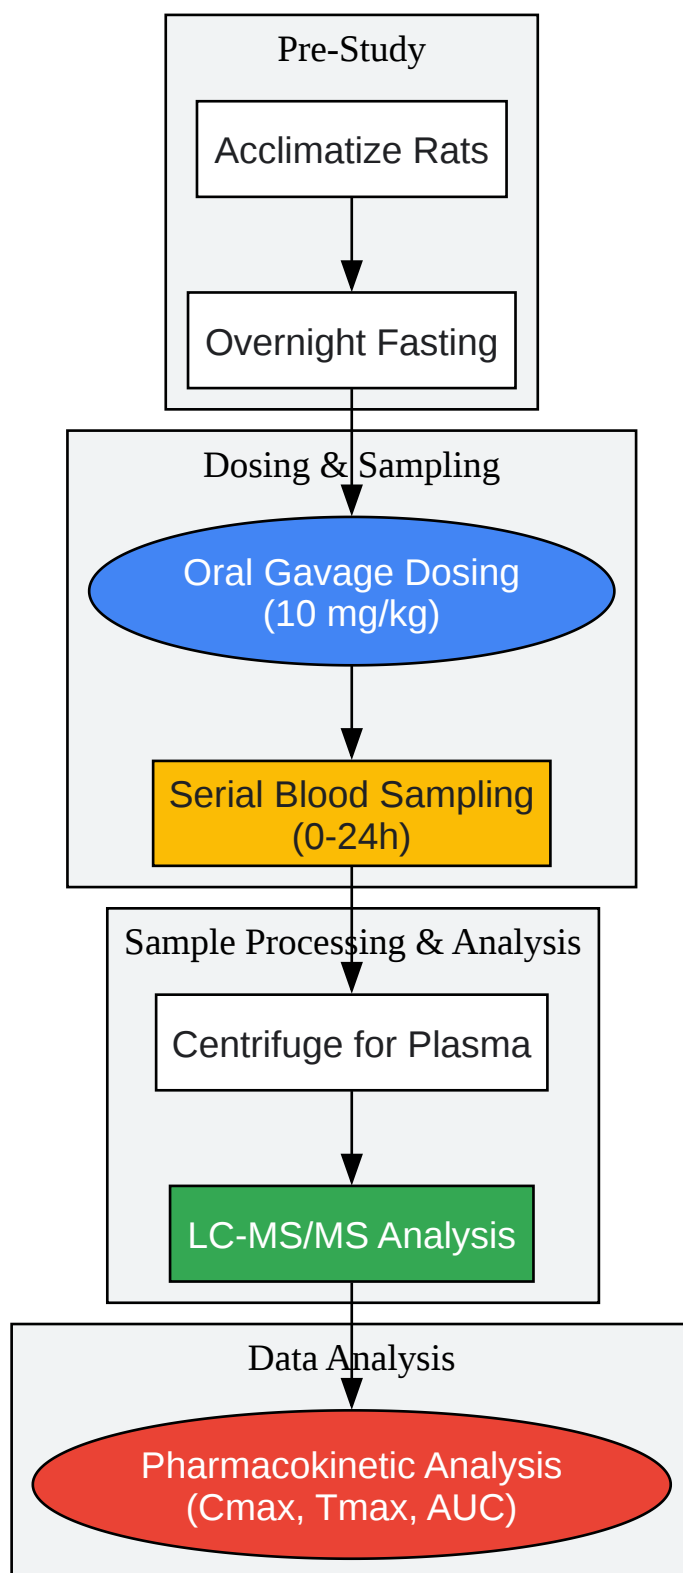 Pre-Study
Acclimatize Rats
Overnight Fasting
Dosing & Sampling
Oral Gavage Dosing
(10 mg/kg)
Serial Blood Sampling
(0-24h)
Sample Processing & Analysis
Centrifuge for Plasma
LC-MS/MS Analysis
Data Analysis
Pharmacokinetic Analysis
(Cmax, Tmax, AUC)